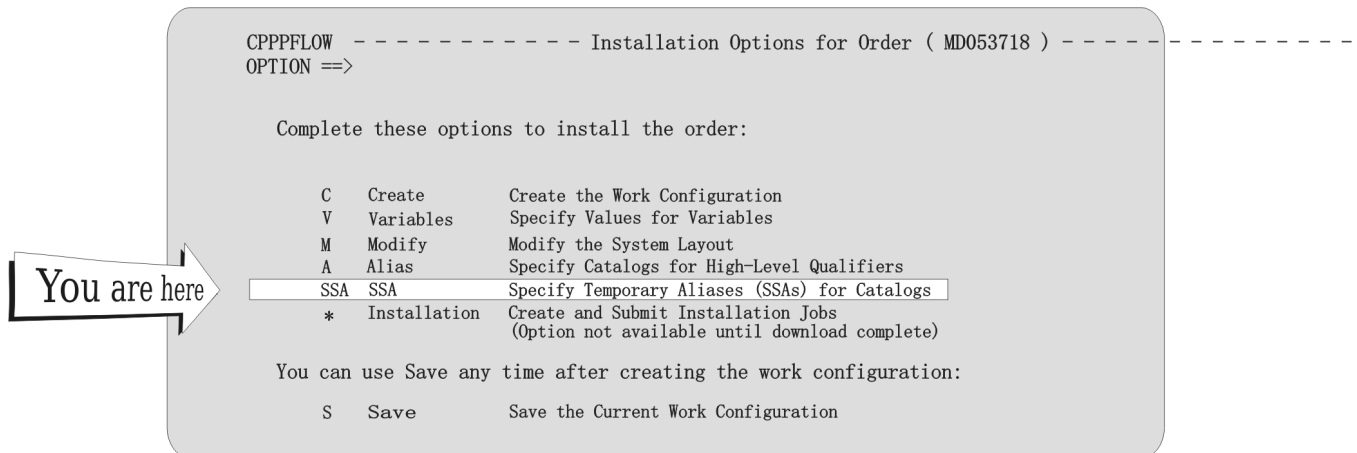 CPPPFLOW - - - - - - - - - - - - Installation Options for Order ( MD053718 ) - - - - - - - - - - - - - - - - - -
OPTION ==>
Complete these options to install the order:
C Create Create the Work Configuration
V Variables Specify Values for Variables
M Modify Modify the System Layout
A Alias Specify Catalogs for High-Level Qualifiers
You are here
SSA SSA Specify Temporary Aliases (SSAs) for Catalogs
* Installation Create and Submit Installation Jobs
(Option not available until download complete)
You can use Save any time after creating the work configuration:
S Save Save the Current Work Configuration